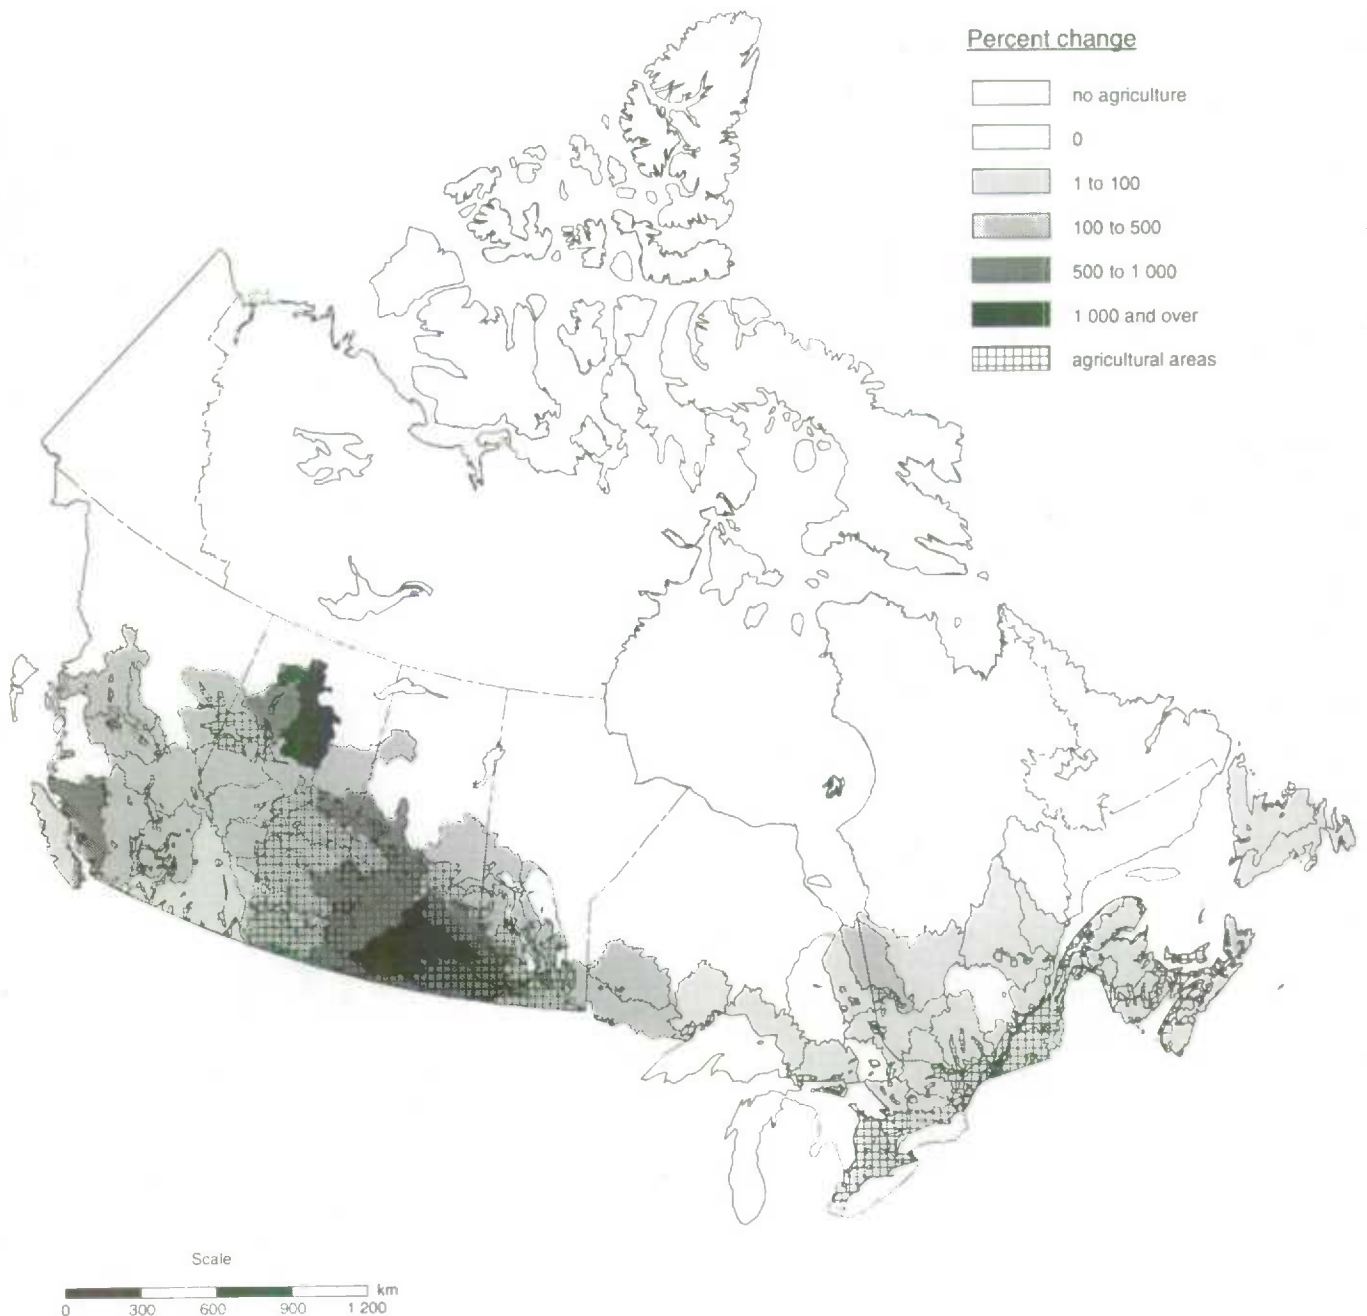 Percent change
no agriculture
0
1 to 100
100 to 500
500 to 1 000
1 000 and over
agricultural areas
Scale
km
0 300 600 900 1 200